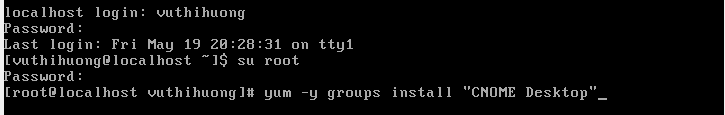 localhost login: vuthihuong
Password:
Last login: Fri May 19 20:28:31 on tty1
[vuthihuong@localhost ~]$ su root
Password:
[root@localhost vuthihuong]# yum -y groups install "CNOME Desktop"_